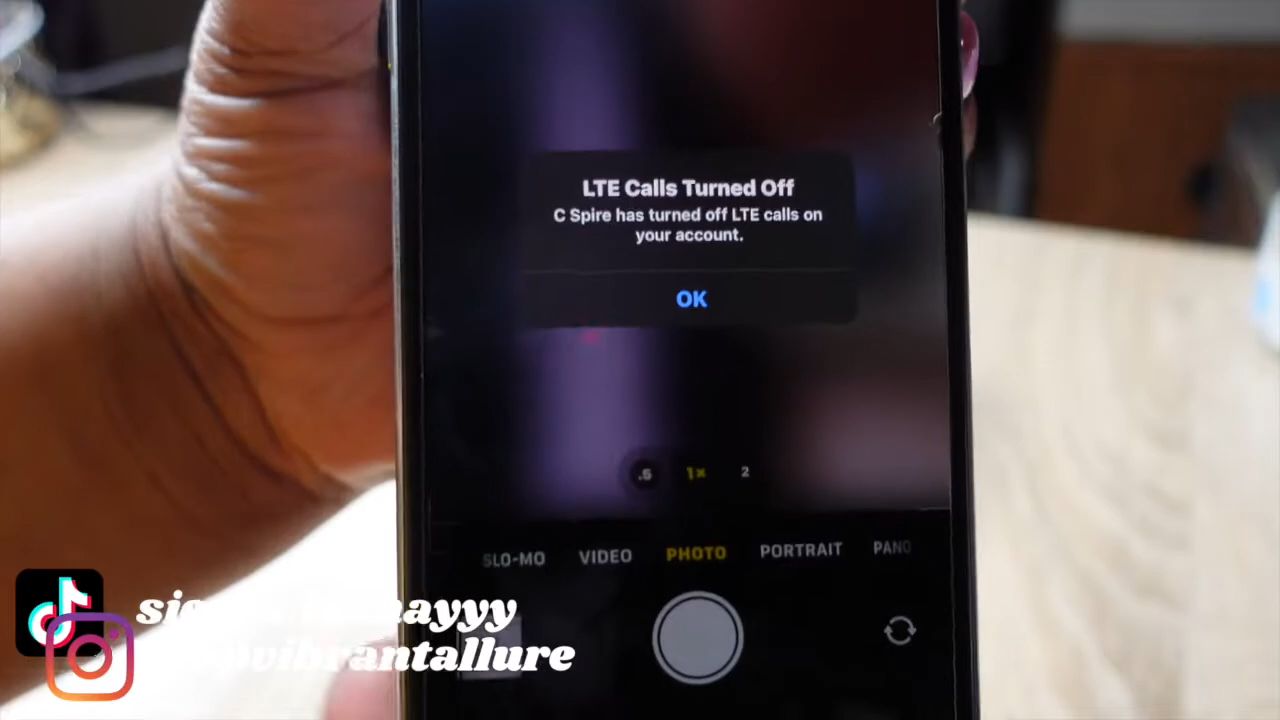 LTE Calls Turned Off
C Spire has turned off LTE calls on
your account.
OK
.5 1× 2
SLO-MO VIDEO PHOTO PORTRAIT PANO